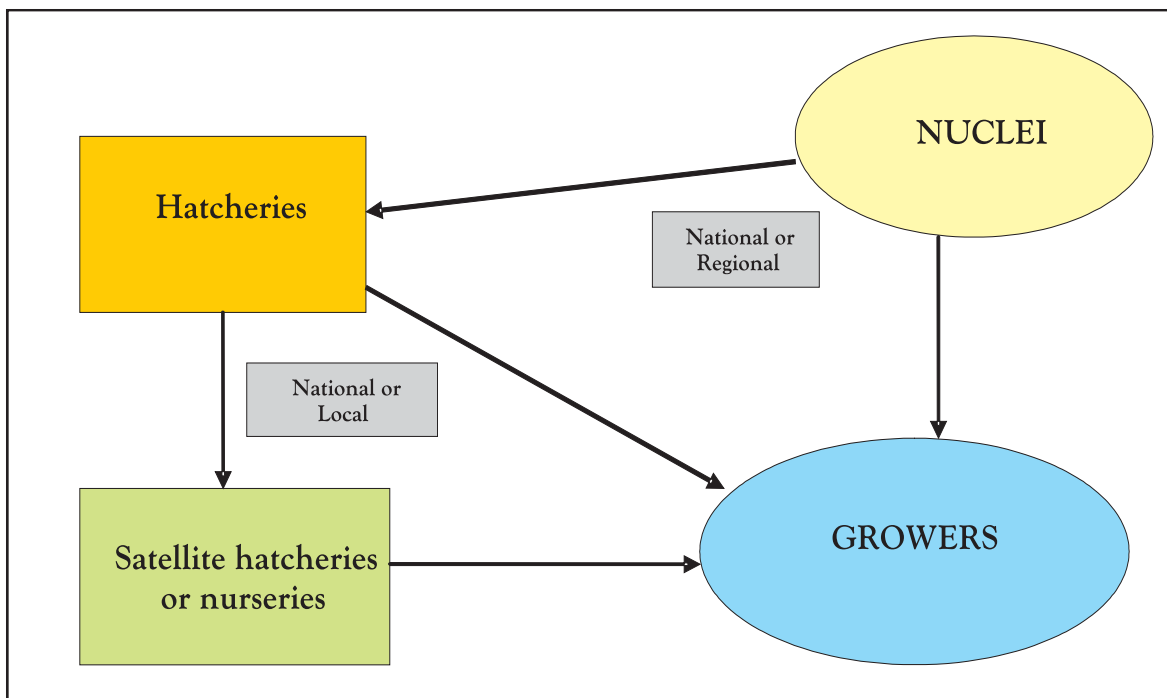 NUCLEI
Hatcheries
National or
Regional
National or
Local
Satellite hatcheries
or nurseries
GROWERS